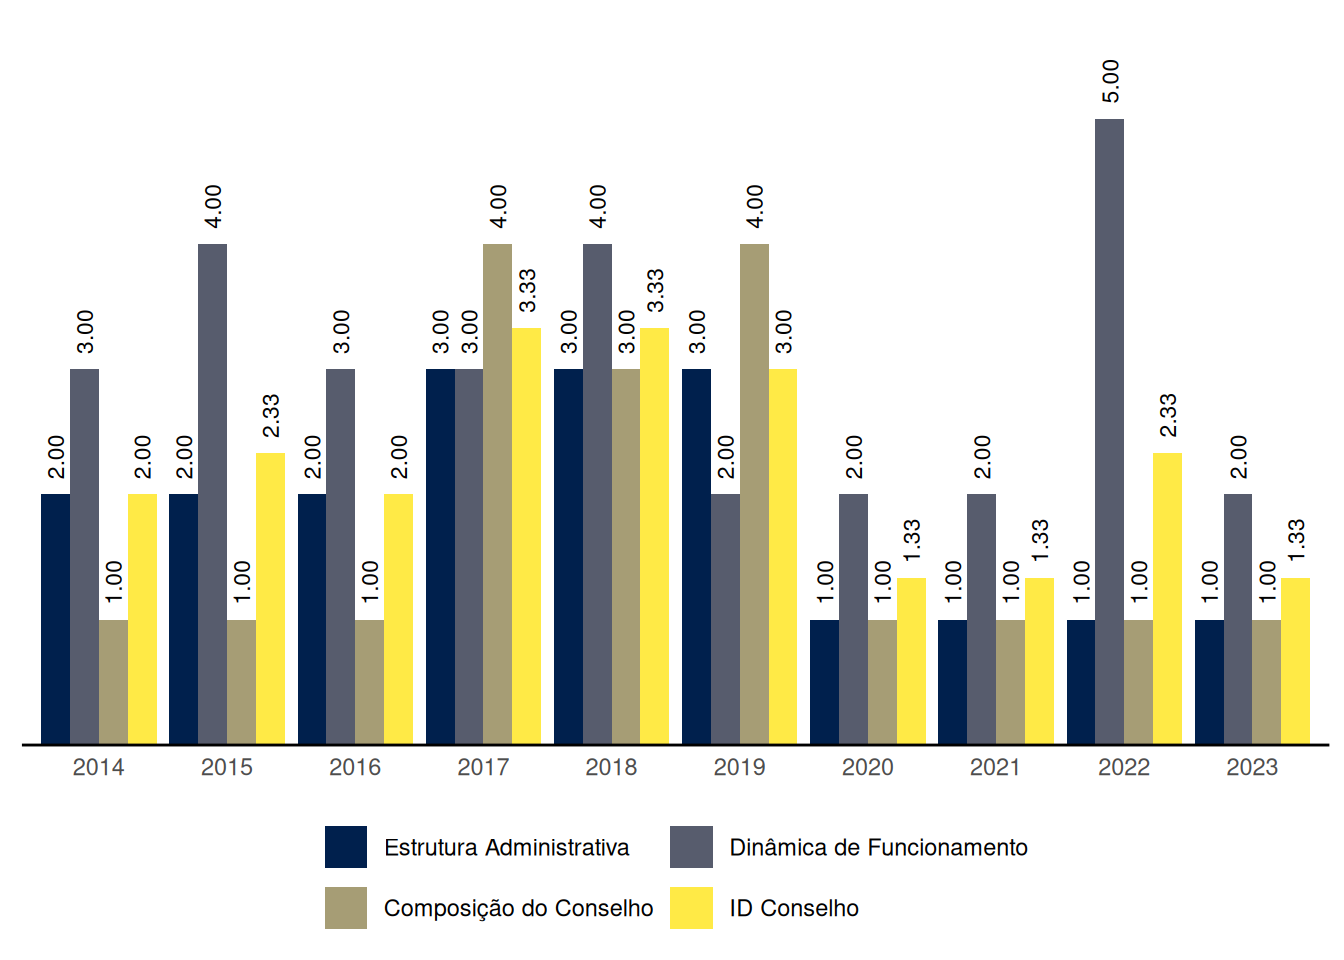 5.00
4.00 4.00 4.00 4.00
3.00 3.00 3.00 3.00 3.33 3.00 3.00 3.33 3.00 3.00
2.00 2.00 2.00 2.33 2.00 2.00 2.00 2.00 2.00 2.33 2.00
1.00 1.00 1.00 1.00 1.00 1.33 1.00 1.00 1.33 1.00 1.00 1.00 1.00 1.33
2014 2015 2016 2017 2018 2019 2020 2021 2022 2023
Estrutura Administrativa Dinâmica de Funcionamento
Composição do Conselho ID Conselho